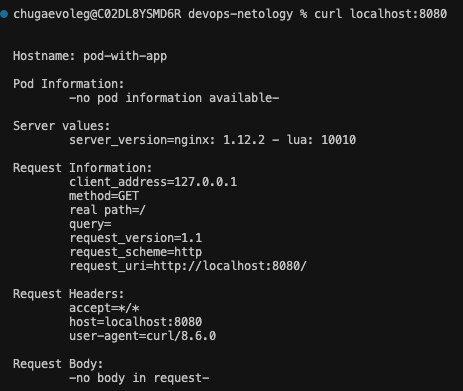 chugaevoleg@C02DL8YSMD6R devops-netology % curl localhost:8080
Hostname: pod-with-app
Pod Information:
-no pod information available-
Server values:
server_version=nginx: 1.12.2 - lua: 10010
Request Information:
client_address=127.0.0.1
method=GET
real path=/
query=
request_version=1.1
request_scheme=http
request_uri=http://localhost:8080/
Request Headers:
accept=*/*
host=localhost:8080
user-agent=curl/8.6.0
Request Body:
-no body in request-